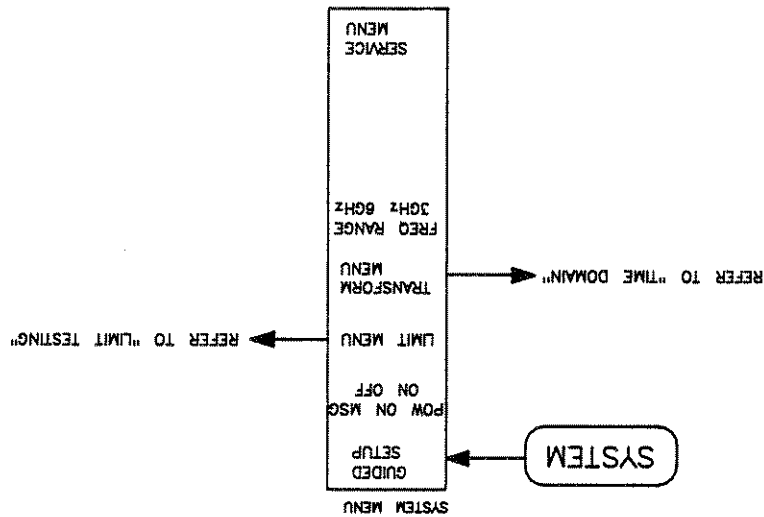 SYSTEM MENU
SYSTEM
GUIDED
SETUP
POW ON MSG
ON OFF
LIMIT MENU
REFER TO "LIMIT TESTING"
REFER TO "TIME DOMAIN"
TRANSFORM
MENU
FREQ RANGE
3GHz 6GHz
SERVICE
MENU